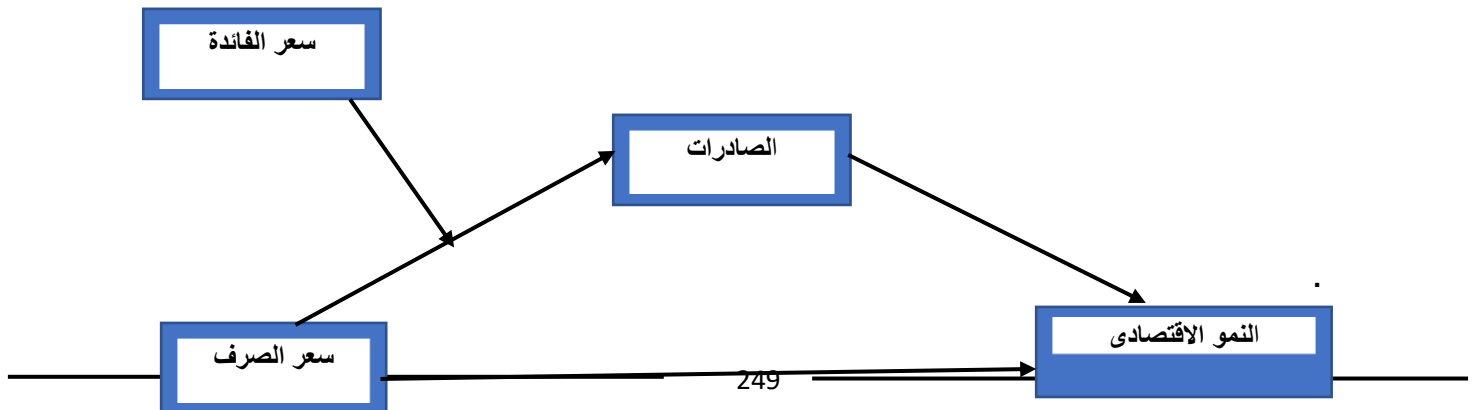 سعر الفائدة
الصادرات
.
النمو الاقتصادى
سعر الصرف
249